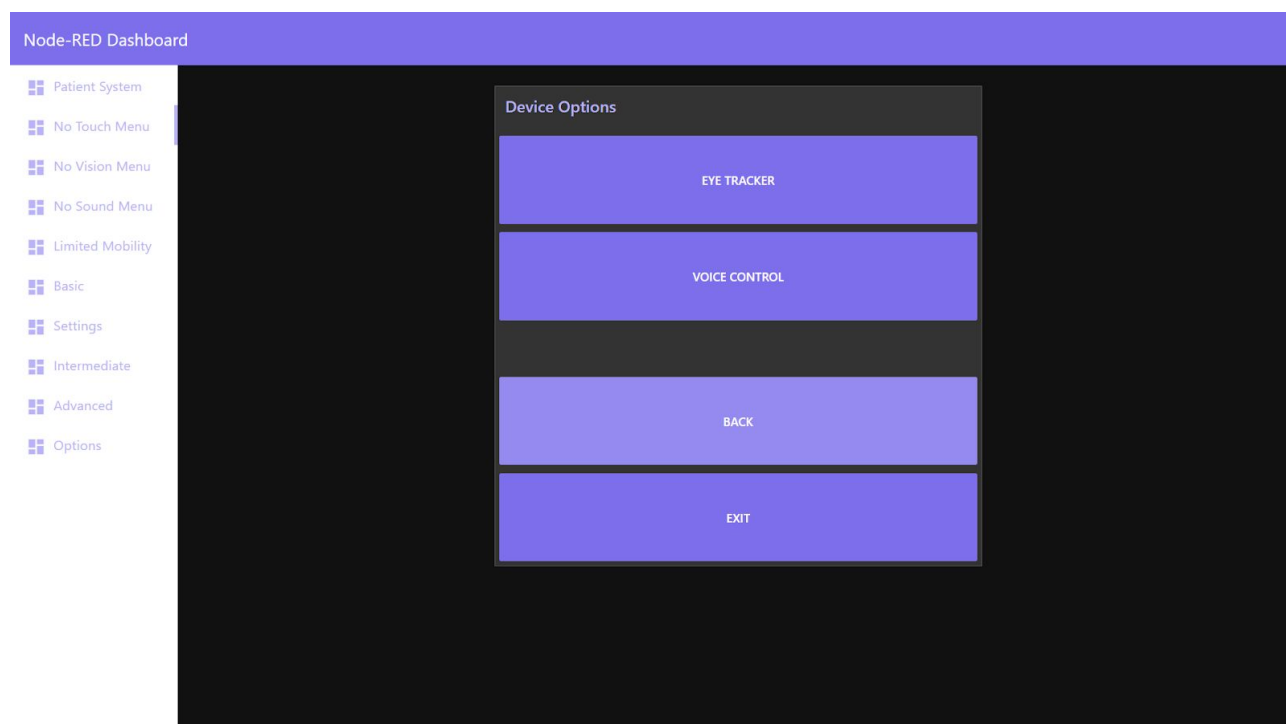 Node-RED Dashboard
Patient System
No Touch Menu
No Vision Menu
No Sound Menu
Limited Mobility
Basic
Settings
Intermediate
Advanced
Options
Device Options
EYE TRACKER
VOICE CONTROL
BACK
EXIT